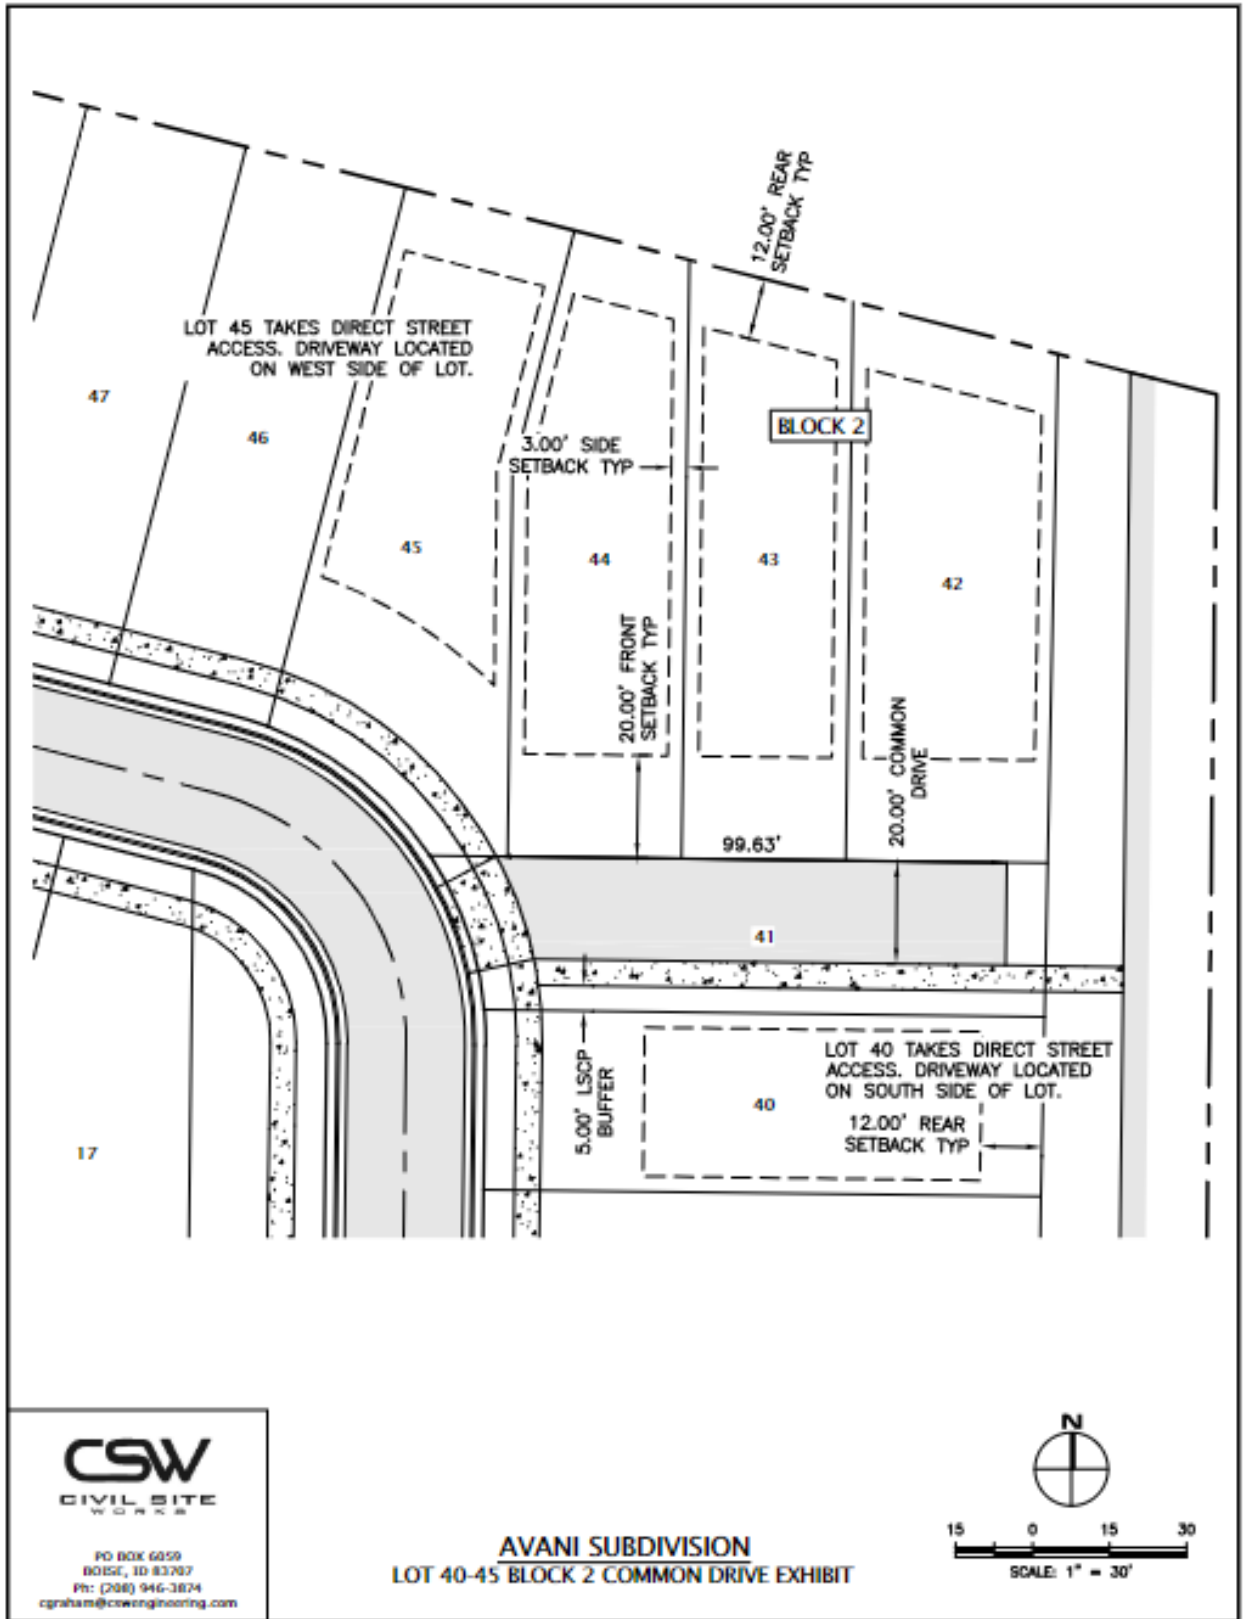 12.00' REAR
SETBACK TYP
LOT 45 TAKES DIRECT STREET
ACCESS. DRIVEWAY LOCATED
ON WEST SIDE OF LOT.
47
46
BLOCK 2
3.00' SIDE
SETBACK TYP
45
44
43
42
20.00' FRONT
SETBACK TYP
20.00' COMMON
DRIVE
99.63'
41
LOT 40 TAKES DIRECT STREET
ACCESS. DRIVEWAY LOCATED
ON SOUTH SIDE OF LOT.
5.00' LSCP
BUFFER
40
12.00' REAR
SETBACK TYP
17
CSW
CIVIL SITE
WORKS
PO BOX 6059
BOISE, ID 83707
Ph: (208) 946-3874
cgraham@cswengineering.com
AVANI SUBDIVISION
LOT 40-45 BLOCK 2 COMMON DRIVE EXHIBIT
N
15 0 15 30
SCALE: 1" = 30'